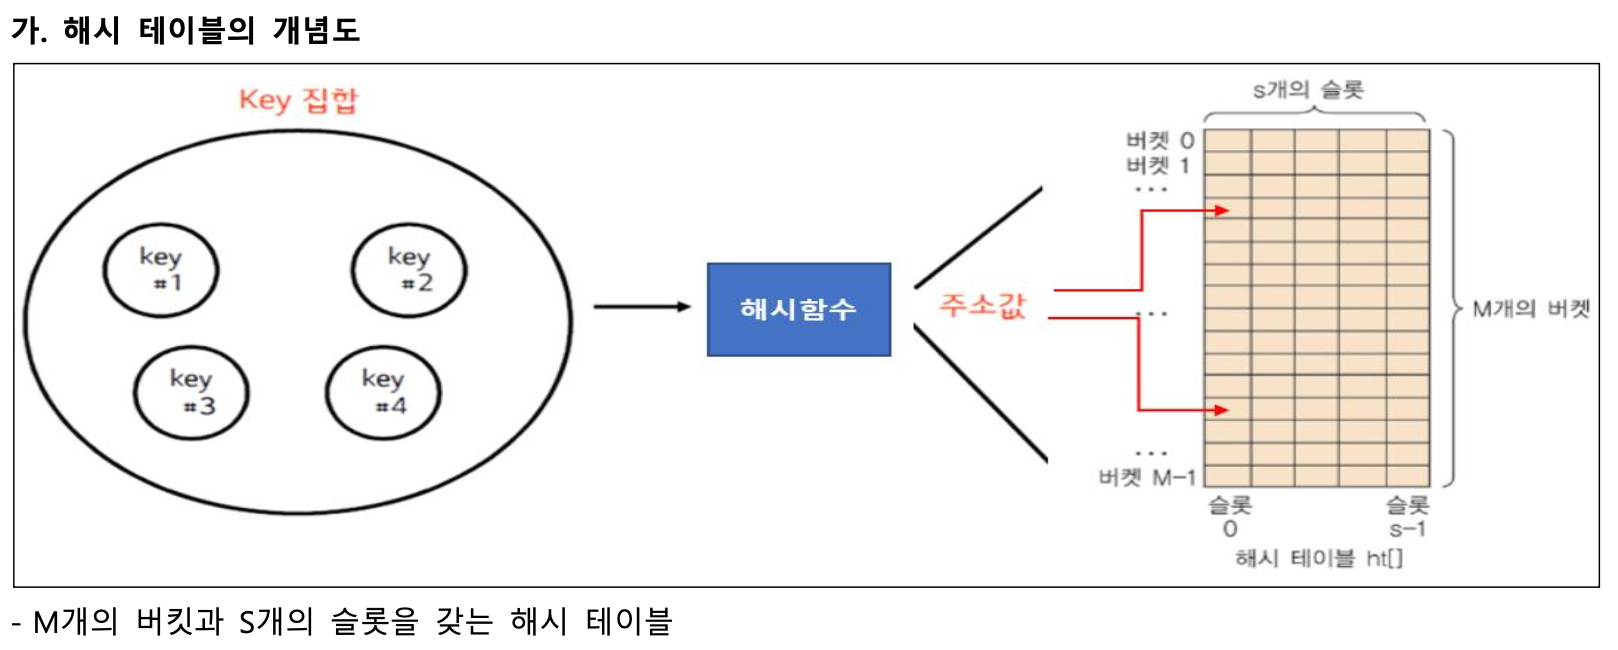 가. 해시 테이블의 개념도
Key 집합
key
#1
key
#2
key
#3
key
#4
해시함수
주소값
s개의 슬롯
버켓 0
버켓 1
...
...
...
버켓 M-1
M개의 버켓
슬롯
0
슬롯
s-1
해시 테이블 ht[]
- M개의 버킷과 S개의 슬롯을 갖는 해시 테이블